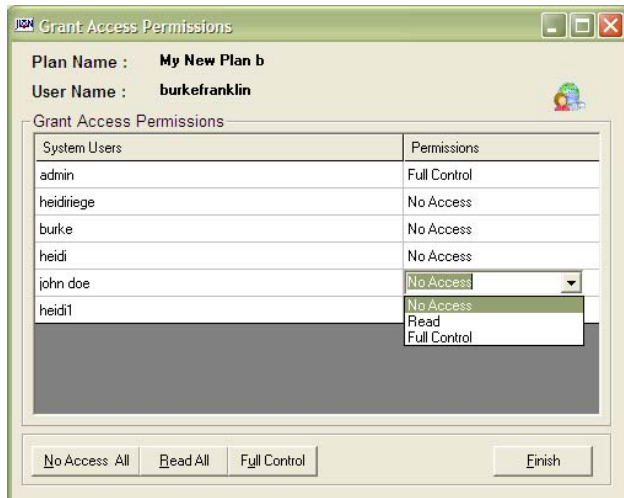 JIAN Grant Access Permissions
Plan Name : My New Plan b
User Name : burkefranklin
Grant Access Permissions
System Users Permissions
admin Full Control
heidiriege No Access
burke No Access
heidi No Access
john doe No Access
heidi1 No Access
Read
Full Control
No Access All Read All Full Control Finish